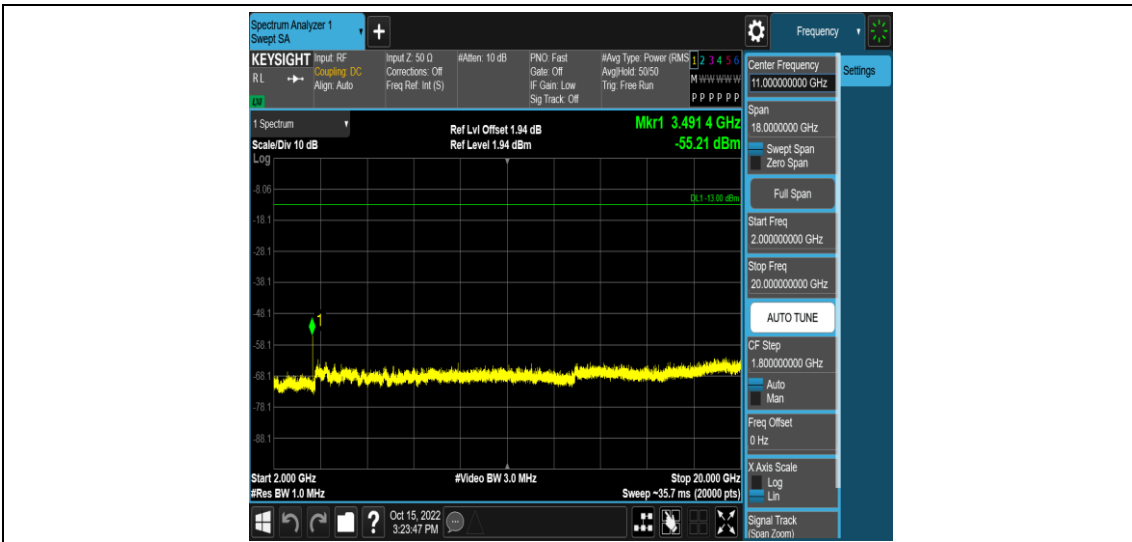 Spectrum Analyzer 1
Swept SA
+
Frequency
KEYSIGHT
RL
LXI
Input: RF
Coupling: DC
Align: Auto
Input Z: 50 Ω
Corrections: Off
Freq Ref: Int (S)
#Atten: 10 dB
PNO: Fast
Gate: Off
IF Gain: Low
Sig Track: Off
#Avg Type: Power (RMS
Avg|Hold: 50/50
Trig: Free Run
1 2 3 4 5 6
M W W W W W
P P P P P P
1 Spectrum
Scale/Div 10 dB
Log
Ref Lvl Offset 1.94 dB
Ref Level 1.94 dBm
Mkr1 3.491 4 GHz
-55.21 dBm
DL1 -13.00 dBm
-8.06
-18.1
-28.1
-38.1
-48.1
-58.1
-68.1
-78.1
-88.1
1
Start 2.000 GHz
#Res BW 1.0 MHz
#Video BW 3.0 MHz
Stop 20.000 GHz
Sweep ~35.7 ms (20000 pts)
?
Oct 15, 2022
3:23:47 PM
Center Frequency
11.000000000 GHz
Settings
Span
18.0000000 GHz
Swept Span
Zero Span
Full Span
Start Freq
2.000000000 GHz
Stop Freq
20.000000000 GHz
AUTO TUNE
CF Step
1.800000000 GHz
Auto
Man
Freq Offset
0 Hz
X Axis Scale
Log
Lin
Signal Track
(Span Zoom)